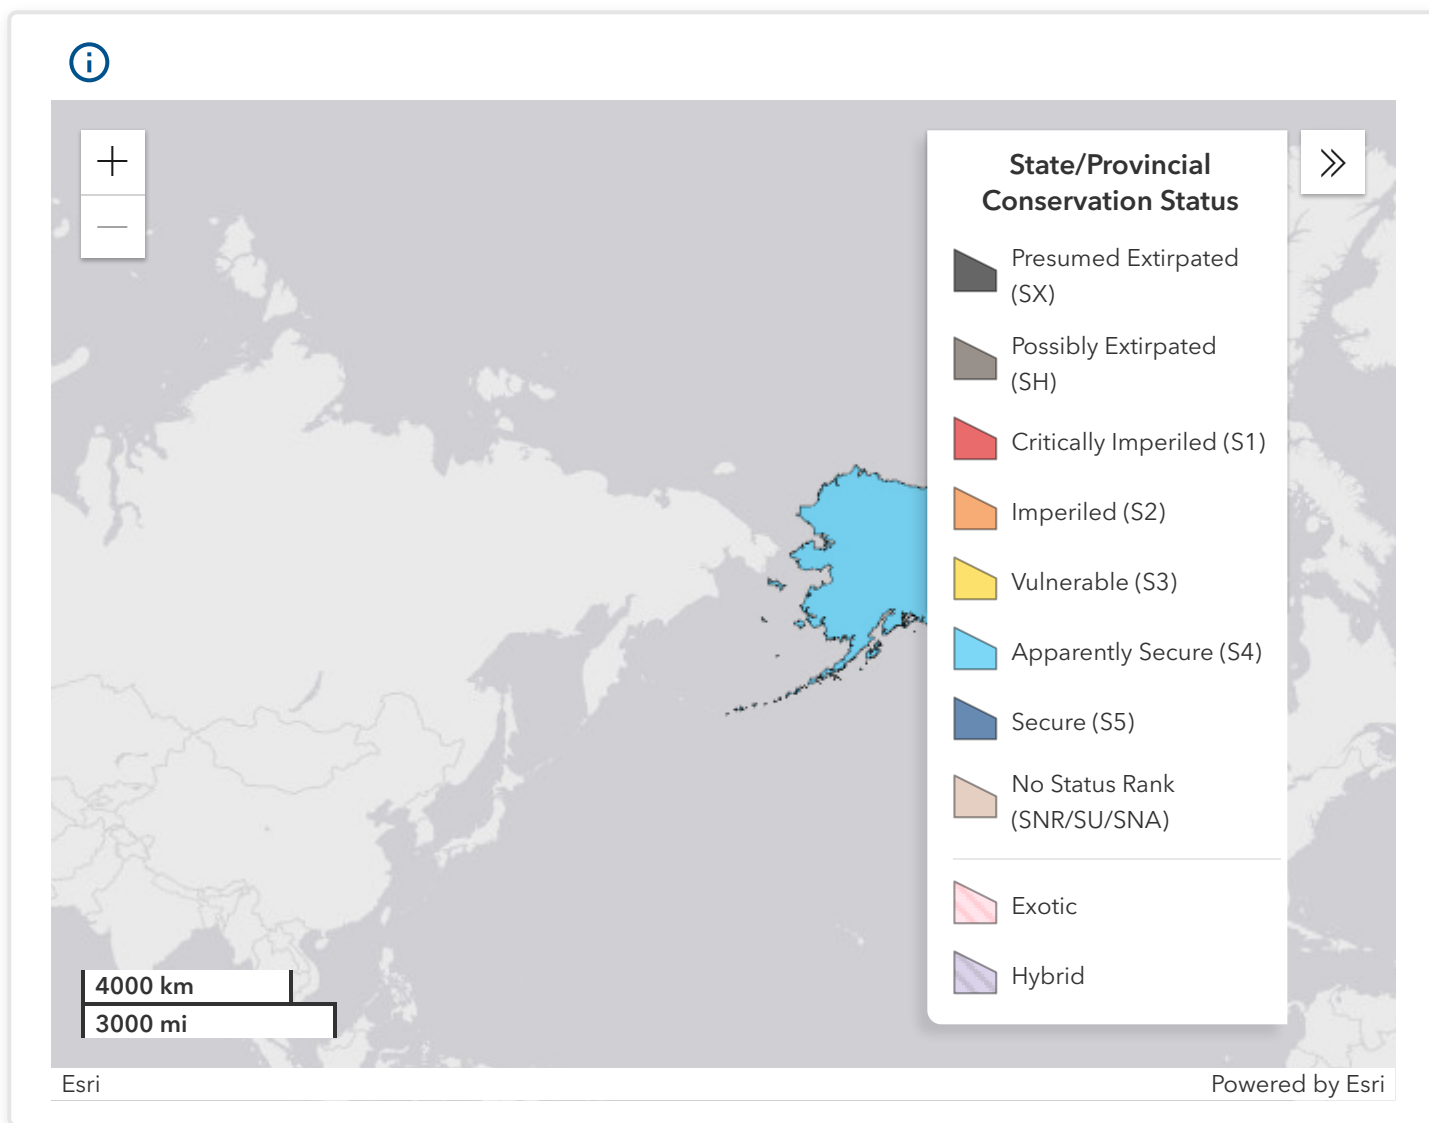 State/Provincial
Conservation Status
Presumed Extirpated
(SX)
Possibly Extirpated
(SH)
Critically Imperiled (S1)
Imperiled (S2)
Vulnerable (S3)
Apparently Secure (S4)
Secure (S5)
No Status Rank
(SNR/SU/SNA)
Exotic
Hybrid
4000 km
3000 mi
Esri
Powered by Esri